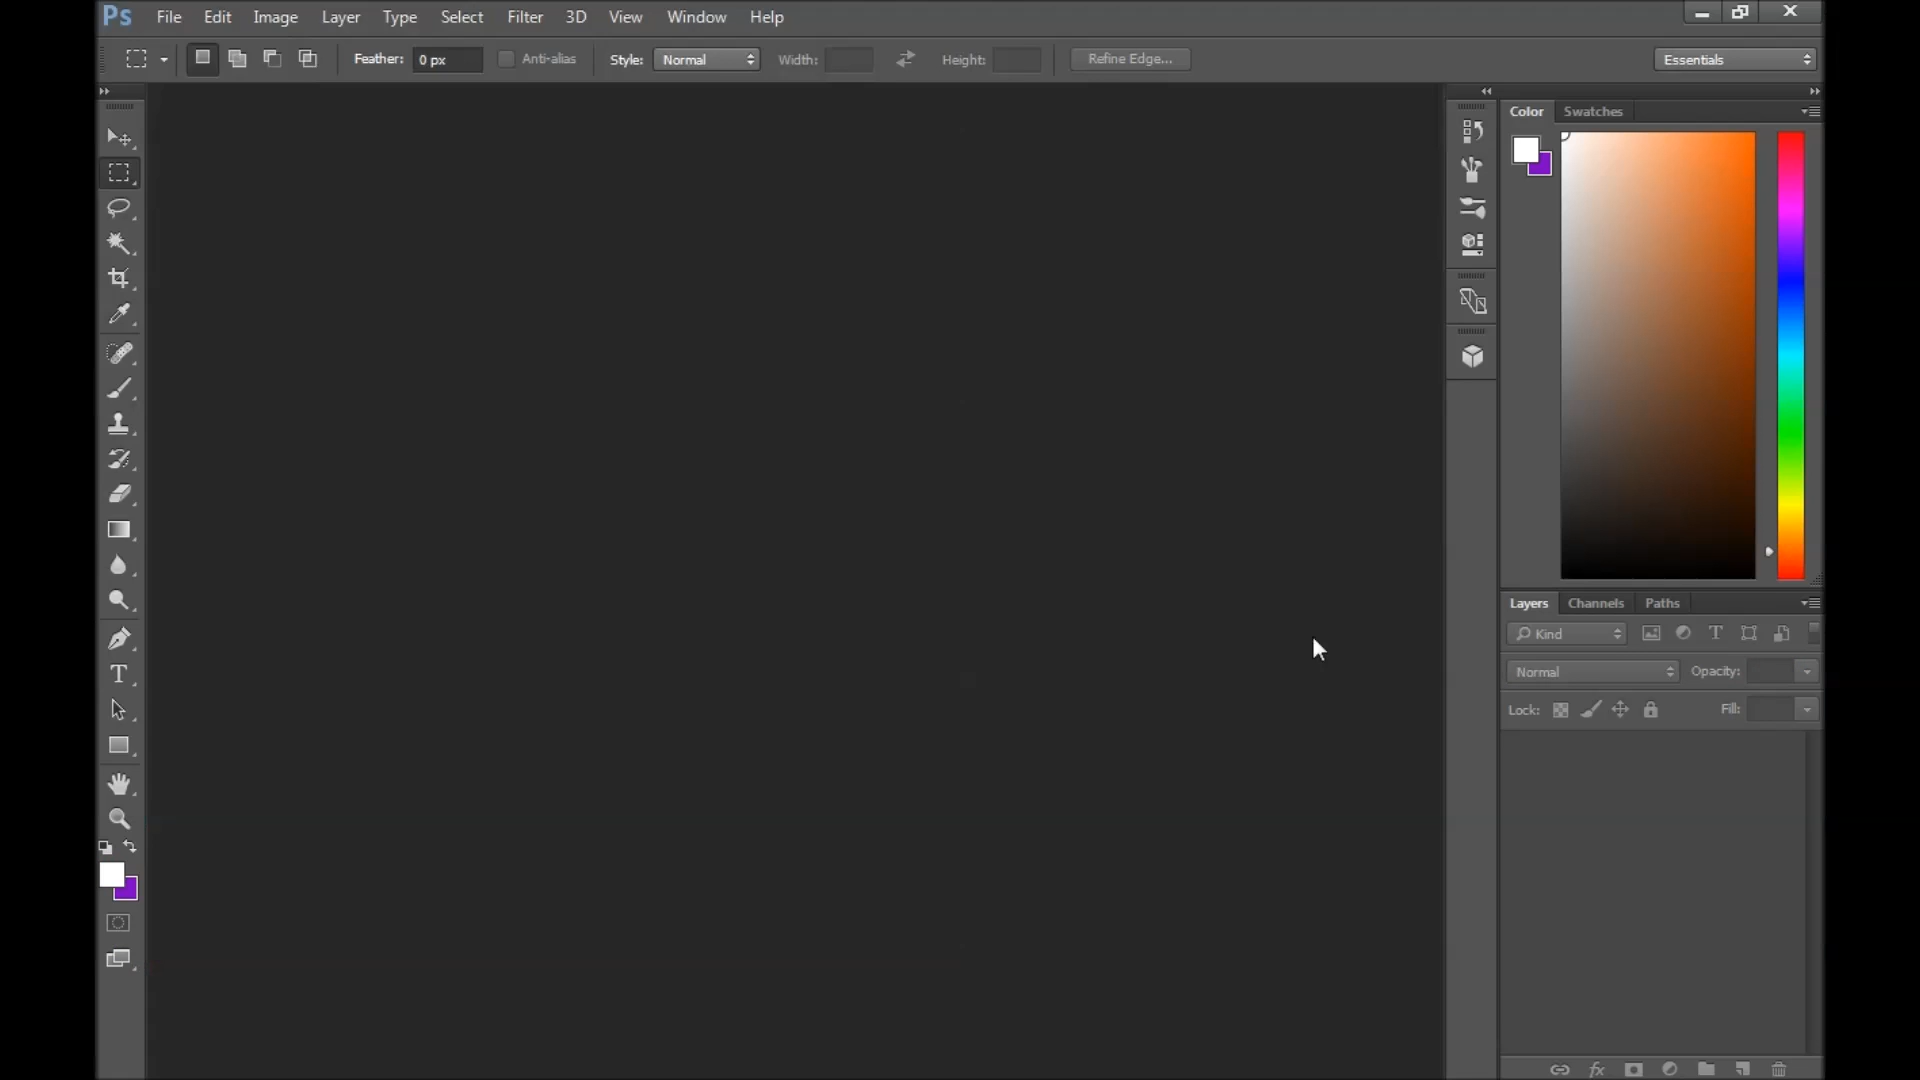 Ps File Edit Image Layer Type Select Filter 3D View Window Help
Feather: 0 px Anti-alias Style: Normal Width: Height: Refine Edge... Essentials
Color Swatches
Layers Channels Paths
Kind
Normal Opacity:
Lock: Fill: